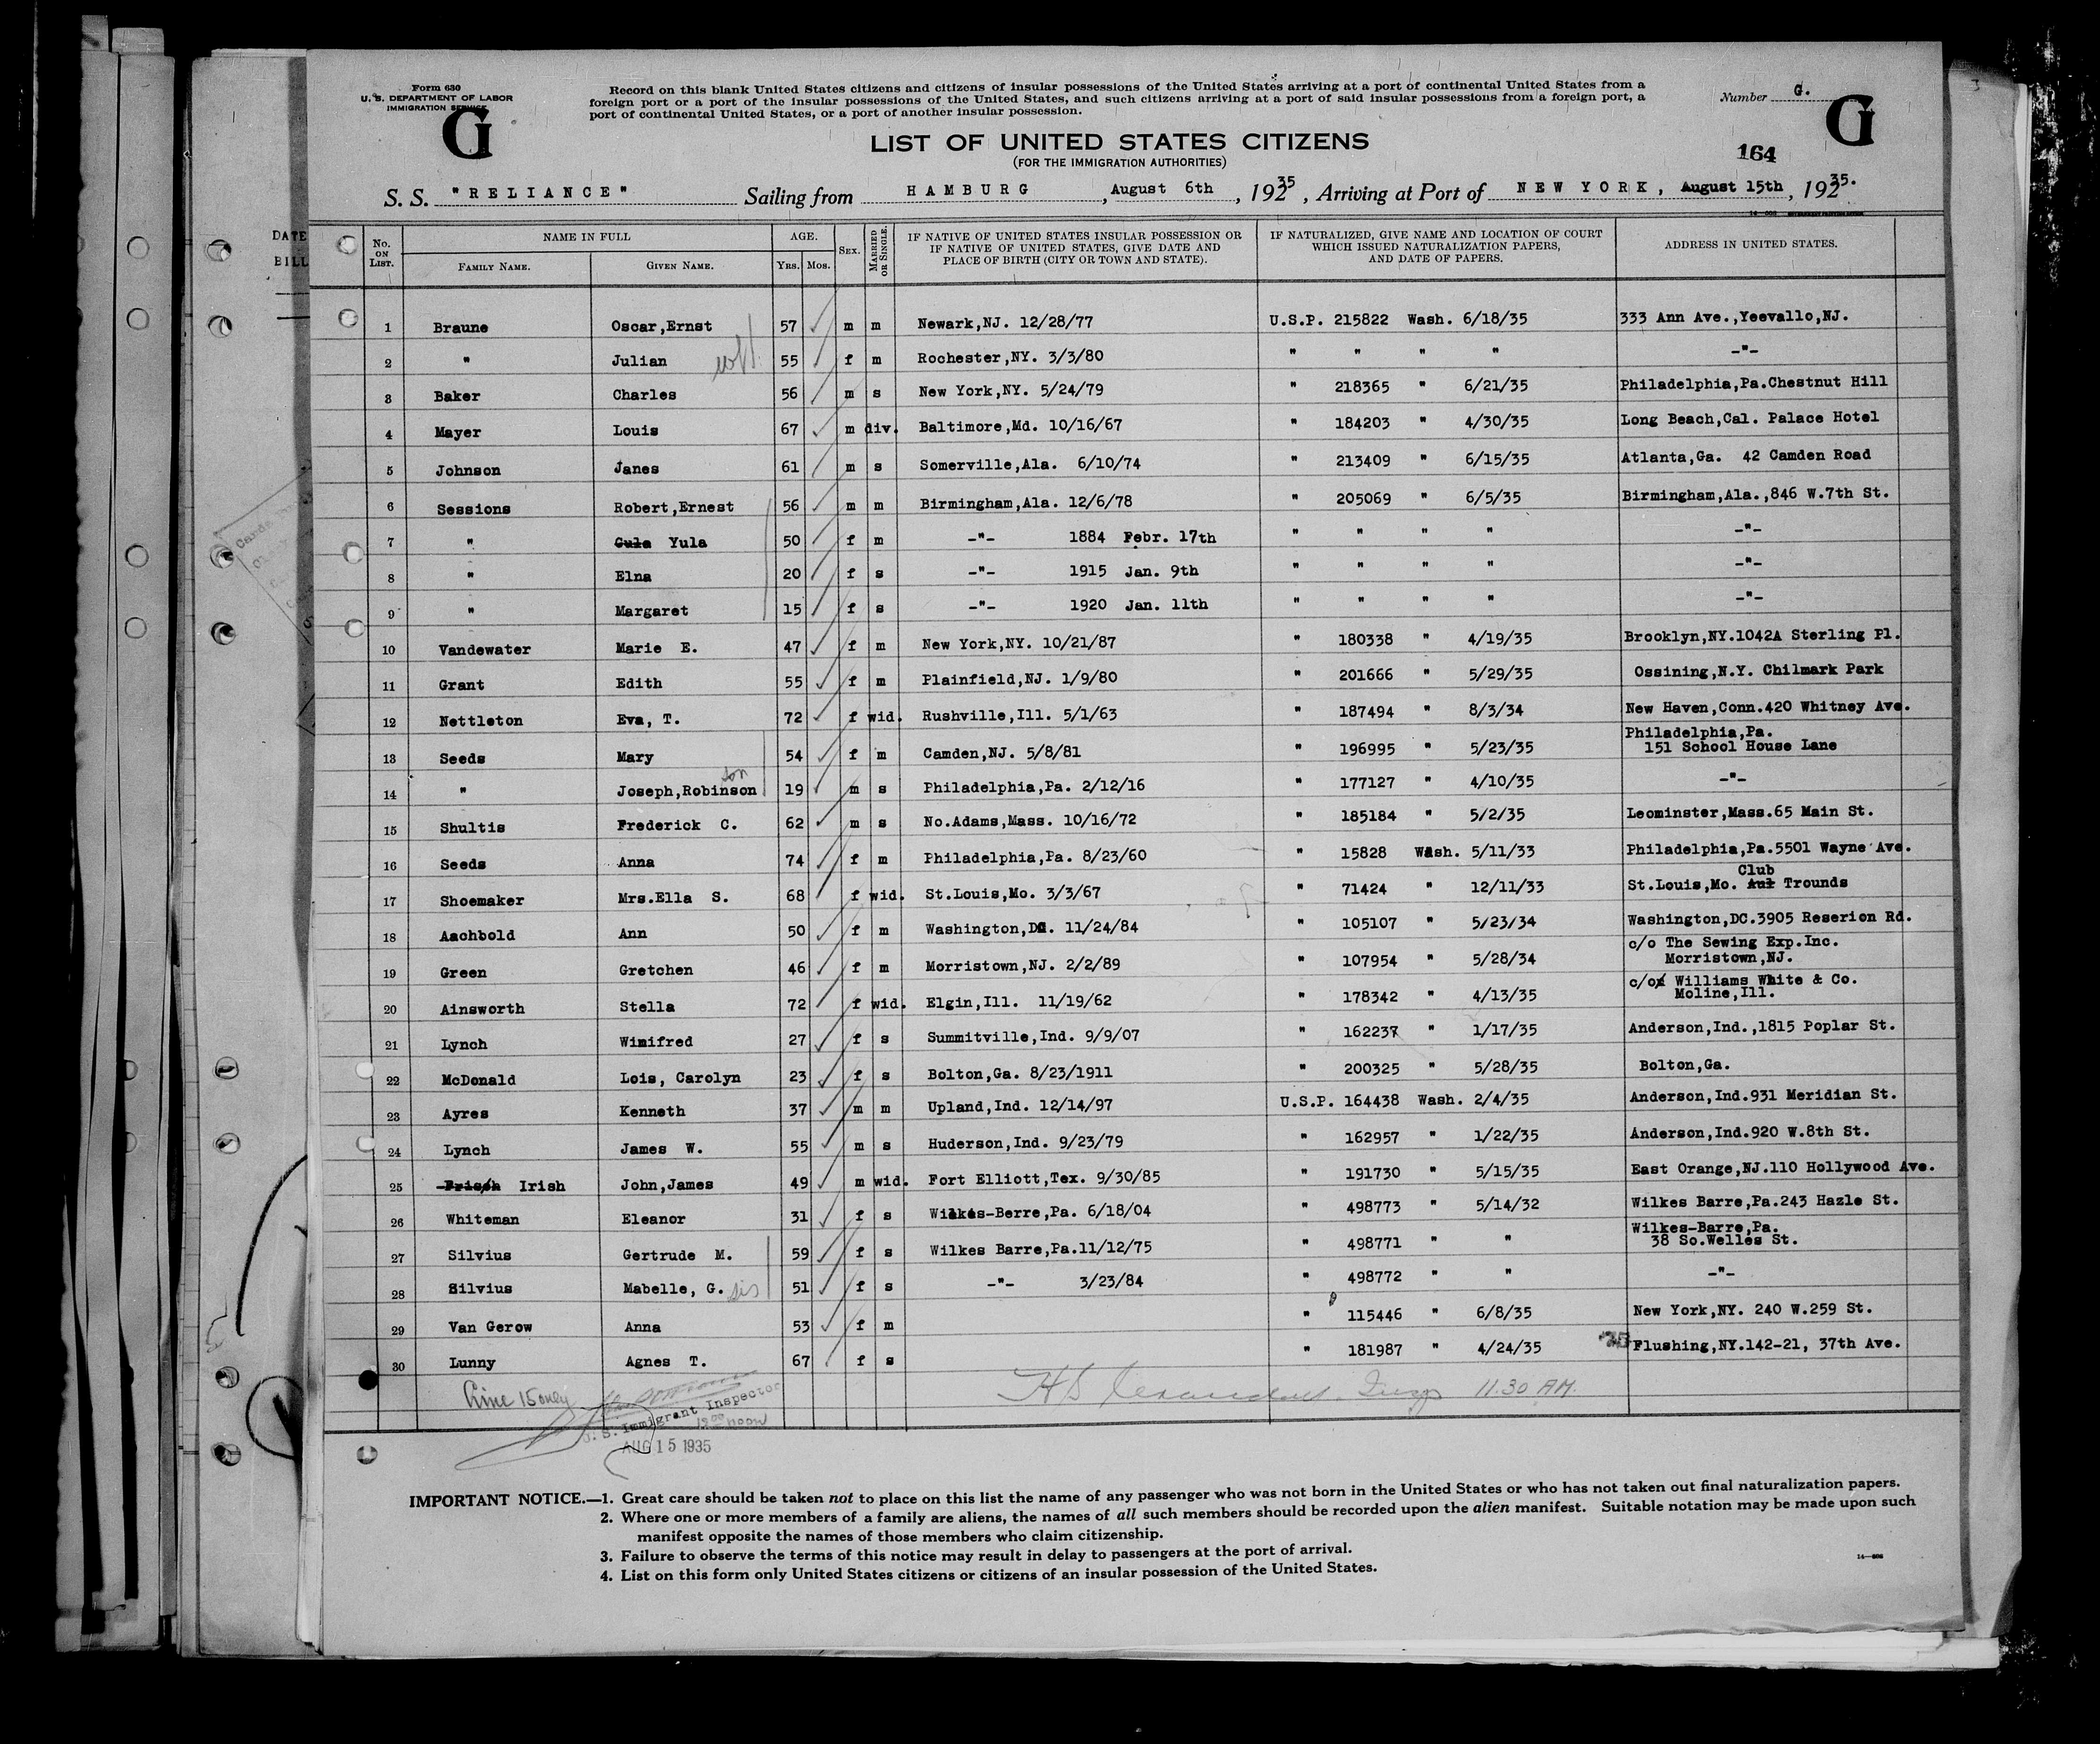 Form 630
U. S. DEPARTMENT OF LABOR
IMMIGRATION SERVICE
G
Record on this blank United States citizens and citizens of insular possessions of the United States arriving at a port of continental United States from a
foreign port or a port of the insular possessions of the United States, and such citizens arriving at a port of said insular possessions from a foreign port, a
port of continental United States, or a port of another insular possession.
Number G.
G
LIST OF UNITED STATES CITIZENS
(FOR THE IMMIGRATION AUTHORITIES)
164
S. S. "RELIANCE" Sailing from HAMBURG, August 6th, 19235, Arriving at Port of NEW YORK, August 15th, 19235.
DATE
BILL
No. ON LIST. NAME IN FULL AGE. SEX. MARRIED OR SINGLE. IF NATIVE OF UNITED STATES INSULAR POSSESSION OR IF NATIVE OF UNITED STATES, GIVE DATE AND PLACE OF BIRTH (CITY OR TOWN AND STATE). IF NATURALIZED, GIVE NAME AND LOCATION OF COURT WHICH ISSUED NATURALIZATION PAPERS, AND DATE OF PAPERS. ADDRESS IN UNITED STATES.
FAMILY NAME. GIVEN NAME. YRS. MOS.
1 Braune Oscar,Ernst 57 m m Newark,NJ. 12/28/77 U.S.P. 215822 Wash. 6/18/35 333 Ann Ave.,Yeevallo,NJ.
2 " Julian wf 55 f m Rochester,NY. 3/3/80 " " " " -"-
3 Baker Charles 56 m s New York,NY. 5/24/79 " 218365 " 6/21/35 Philadelphia,Pa.Chestnut Hill
4 Mayer Louis 67 m div. Baltimore,Md. 10/16/67 " 184203 " 4/30/35 Long Beach,Cal. Palace Hotel
5 Johnson Janes 61 m s Somerville,Ala. 6/10/74 " 213409 " 6/15/35 Atlanta,Ga. 42 Camden Road
6 Sessions Robert,Ernest 56 m m Birmingham,Ala. 12/6/78 " 205069 " 6/5/35 Birmingham,Ala.,846 W.7th St.
7 " Gula Yula 50 f m -"- 1884 Febr. 17th " " " " -"-
8 " Elna 20 f s -"- 1915 Jan. 9th " " " " -"-
9 " Margaret 15 f s -"- 1920 Jan. 11th " " " " -"-
10 Vandewater Marie E. 47 f m New York,NY. 10/21/87 " 180338 " 4/19/35 Brooklyn,NY.1042A Sterling Pl.
11 Grant Edith 55 f m Plainfield,NJ. 1/9/80 " 201666 " 5/29/35 Ossining,N.Y. Chilmark Park
12 Nettleton Eva, T. 72 f wid. Rushville,Ill. 5/1/63 " 187494 " 8/3/34 New Haven,Conn.420 Whitney Ave.
13 Seeds Mary 54 f m Camden,NJ. 5/8/81 " 196995 " 5/23/35 Philadelphia,Pa.
151 School House Lane
14 " Joseph,Robinson son 19 m s Philadelphia,Pa. 2/12/16 " 177127 " 4/10/35 -"-
15 Shultis Frederick C. 62 m s No.Adams,Mass. 10/16/72 " 185184 " 5/2/35 Leominster,Mass.65 Main St.
16 Seeds Anna 74 f m Philadelphia,Pa. 8/23/60 " 15828 Wash. 5/11/33 Philadelphia,Pa.5501 Wayne Ave.
17 Shoemaker Mrs.Ella S. 68 f wid. St.Louis,Mo. 3/3/67 " 71424 " 12/11/33 St.Louis,Mo. Club Trounds
18 Aachbold Ann 50 f m Washington,DC. 11/24/84 " 105107 " 5/23/34 Washington,DC.3905 Reserion Rd.
19 Green Gretchen 46 f m Morristown,NJ. 2/2/89 " 107954 " 5/28/34 c/o The Sewing Exp.Inc.
Morristown,NJ.
20 Ainsworth Stella 72 f wid. Elgin,Ill. 11/19/62 " 178342 " 4/13/35 c/o Williams White & Co.
Moline,Ill.
21 Lynch Winifred 27 f s Summitville,Ind. 9/9/07 " 162237 " 1/17/35 Anderson,Ind.,1815 Poplar St.
22 McDonald Lois, Carolyn 23 f s Bolton,Ga. 8/23/1911 " 200325 " 5/28/35 Bolton,Ga.
23 Ayres Kenneth 37 m m Upland,Ind. 12/14/97 U.S.P. 164438 Wash. 2/4/35 Anderson,Ind.931 Meridian St.
24 Lynch James W. 55 m s Huderson,Ind. 9/23/79 " 162957 " 1/22/35 Anderson,Ind.920 W.8th St.
25 Irish John,James 49 m wid. Fort Elliott,Tex. 9/30/85 " 191730 " 5/15/35 East Orange,NJ.110 Hollywood Ave.
26 Whiteman Eleanor 31 f s Wilkes-Berre,Pa. 6/18/04 " 498773 " 5/14/32 Wilkes Barre,Pa.243 Hazle St.
27 Silvius Gertrude M. 59 f s Wilkes Barre,Pa.11/12/75 " 498771 " " Wilkes-Barre,Pa.
38 So.Welles St.
28 Silvius Mabelle, G. sis 51 f s -"- 3/23/84 " 498772 " " -"-
29 Van Gerow Anna 53 f m " 115446 " 6/8/35 New York,NY. 240 W.259 St.
30 Lunny Agnes T. 67 f s " 181987 " 4/24/35 Flushing,NY.142-21, 37th Ave.
Line 15 only
11.30 AM.
U. S. Immigrant Inspector
noon
AUG 15 1935
IMPORTANT NOTICE.—1. Great care should be taken not to place on this list the name of any passenger who was not born in the United States or who has not taken out final naturalization papers.
2. Where one or more members of a family are aliens, the names of all such members should be recorded upon the alien manifest. Suitable notation may be made upon such
manifest opposite the names of those members who claim citizenship.
3. Failure to observe the terms of this notice may result in delay to passengers at the port of arrival.
4. List on this form only United States citizens or citizens of an insular possession of the United States.